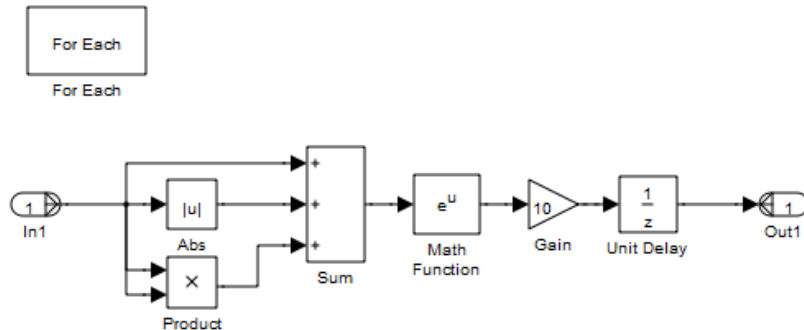 For Each
For Each
1
In1
|u|
Abs
×
Product
+
+
+
Sum
e^u
Math
Function
10
Gain
1
z
Unit Delay
1
Out1